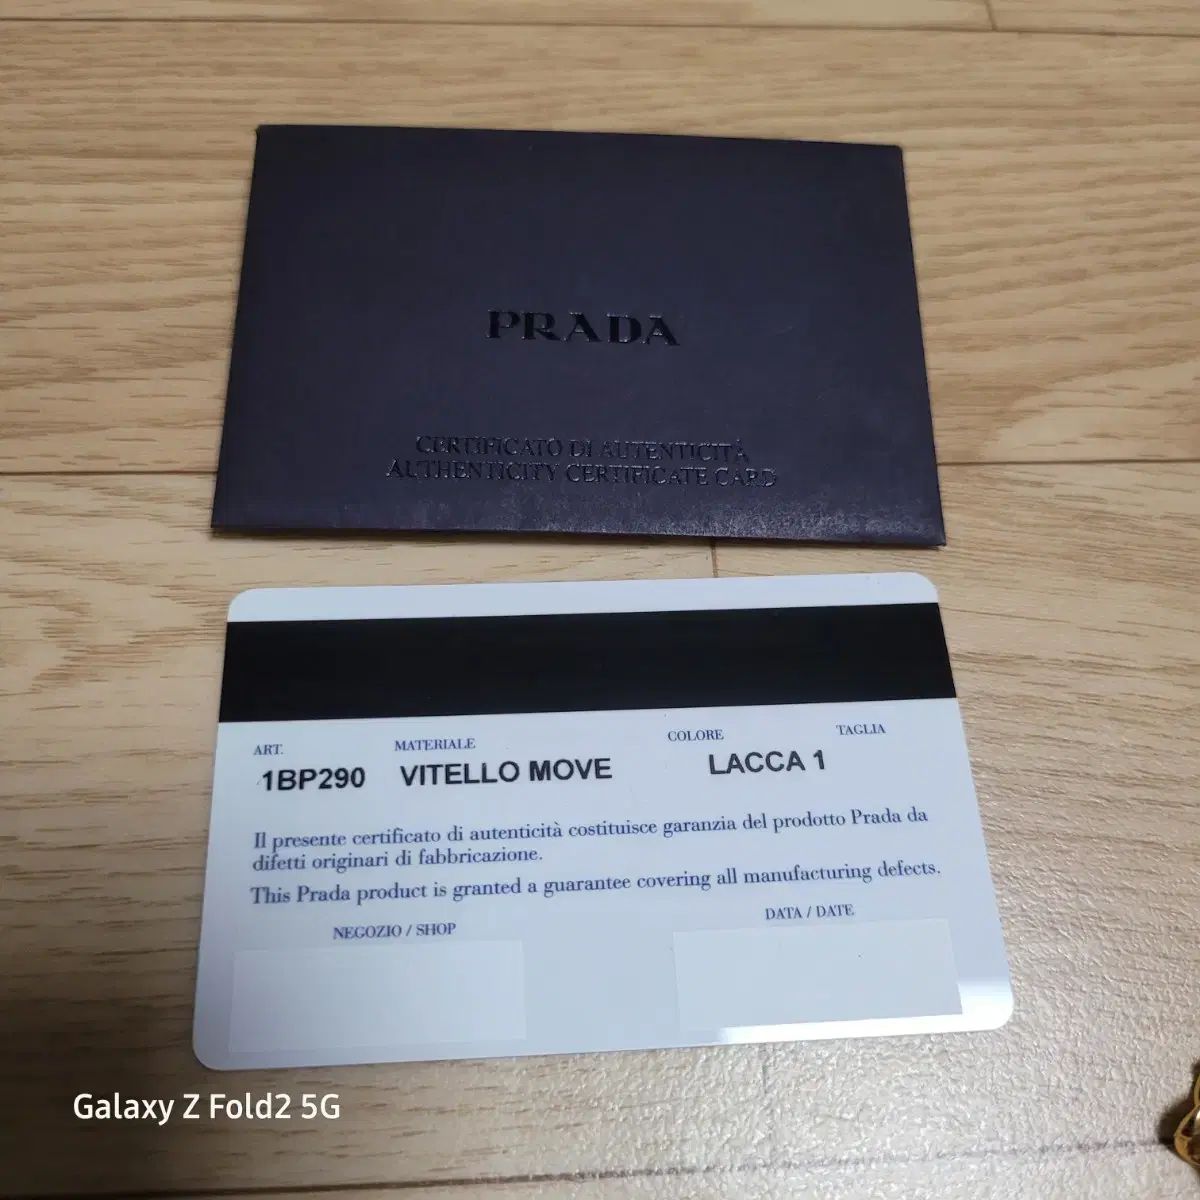 PRADA
CERTIFICATO DI AUTENTICITÀ
AUTHENTICITY CERTIFICATE CARD
ART.
MATERIALE
COLORE
TAGLIA
1BP290
VITELLO MOVE
LACCA 1
Il presente certificato di autenticità costituisce garanzia del prodotto Prada da
difetti originari di fabbricazione.
This Prada product is granted a guarantee covering all manufacturing defects.
NEGOZIO / SHOP
DATA / DATE
Galaxy Z Fold2 5G